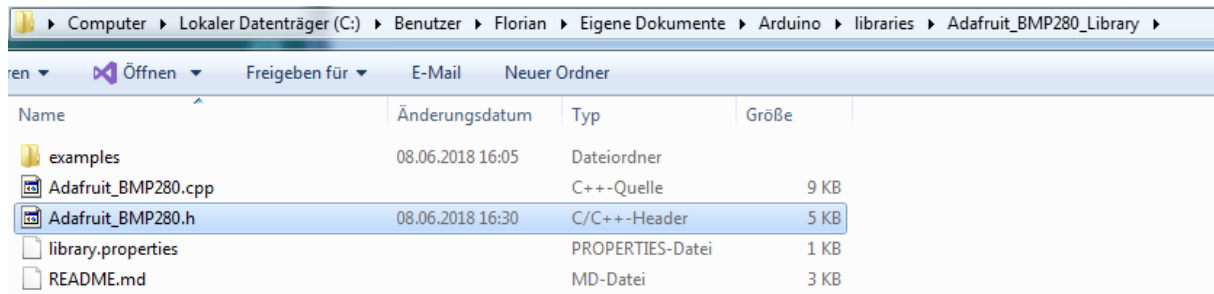 Computer ▸ Lokaler Datenträger (C:) ▸ Benutzer ▸ Florian ▸ Eigene Dokumente ▸ Arduino ▸ libraries ▸ Adafruit_BMP280_Library ▸
ren Öffnen Freigeben für E-Mail Neuer Ordner
Name Änderungsdatum Typ Größe
examples 08.06.2018 16:05 Dateiordner
Adafruit_BMP280.cpp C++-Quelle 9 KB
Adafruit_BMP280.h 08.06.2018 16:30 C/C++-Header 5 KB
library.properties PROPERTIES-Datei 1 KB
README.md MD-Datei 3 KB